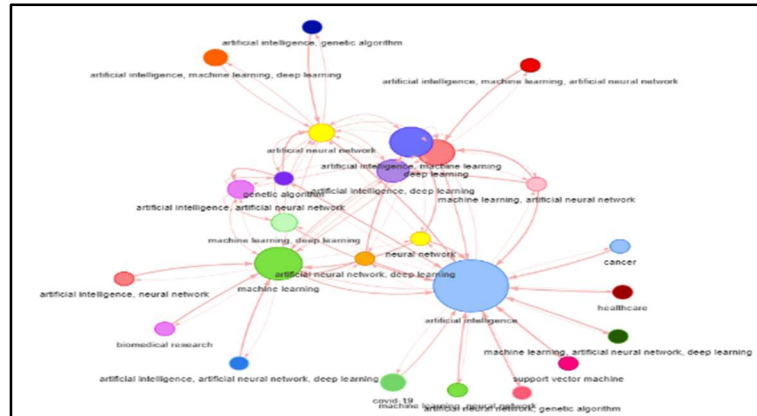 artificial intelligence, genetic algorithm
artificial intelligence, machine learning, deep learning
artificial intelligence, machine learning, artificial neural network
artificial neural network
artificial intelligence, machine learning
deep learning
artificial intelligence, deep learning
genetic algorithm
machine learning, artificial neural network
artificial intelligence, artificial neural network
machine learning, deep learning
neural network
cancer
artificial neural network, deep learning
machine learning
artificial intelligence, neural network
healthcare
artificial intelligence
biomedical research
machine learning, artificial neural network, deep learning
artificial intelligence, artificial neural network, deep learning
support vector machine
covid-19
machine learning, neural network
artificial neural network, genetic algorithm